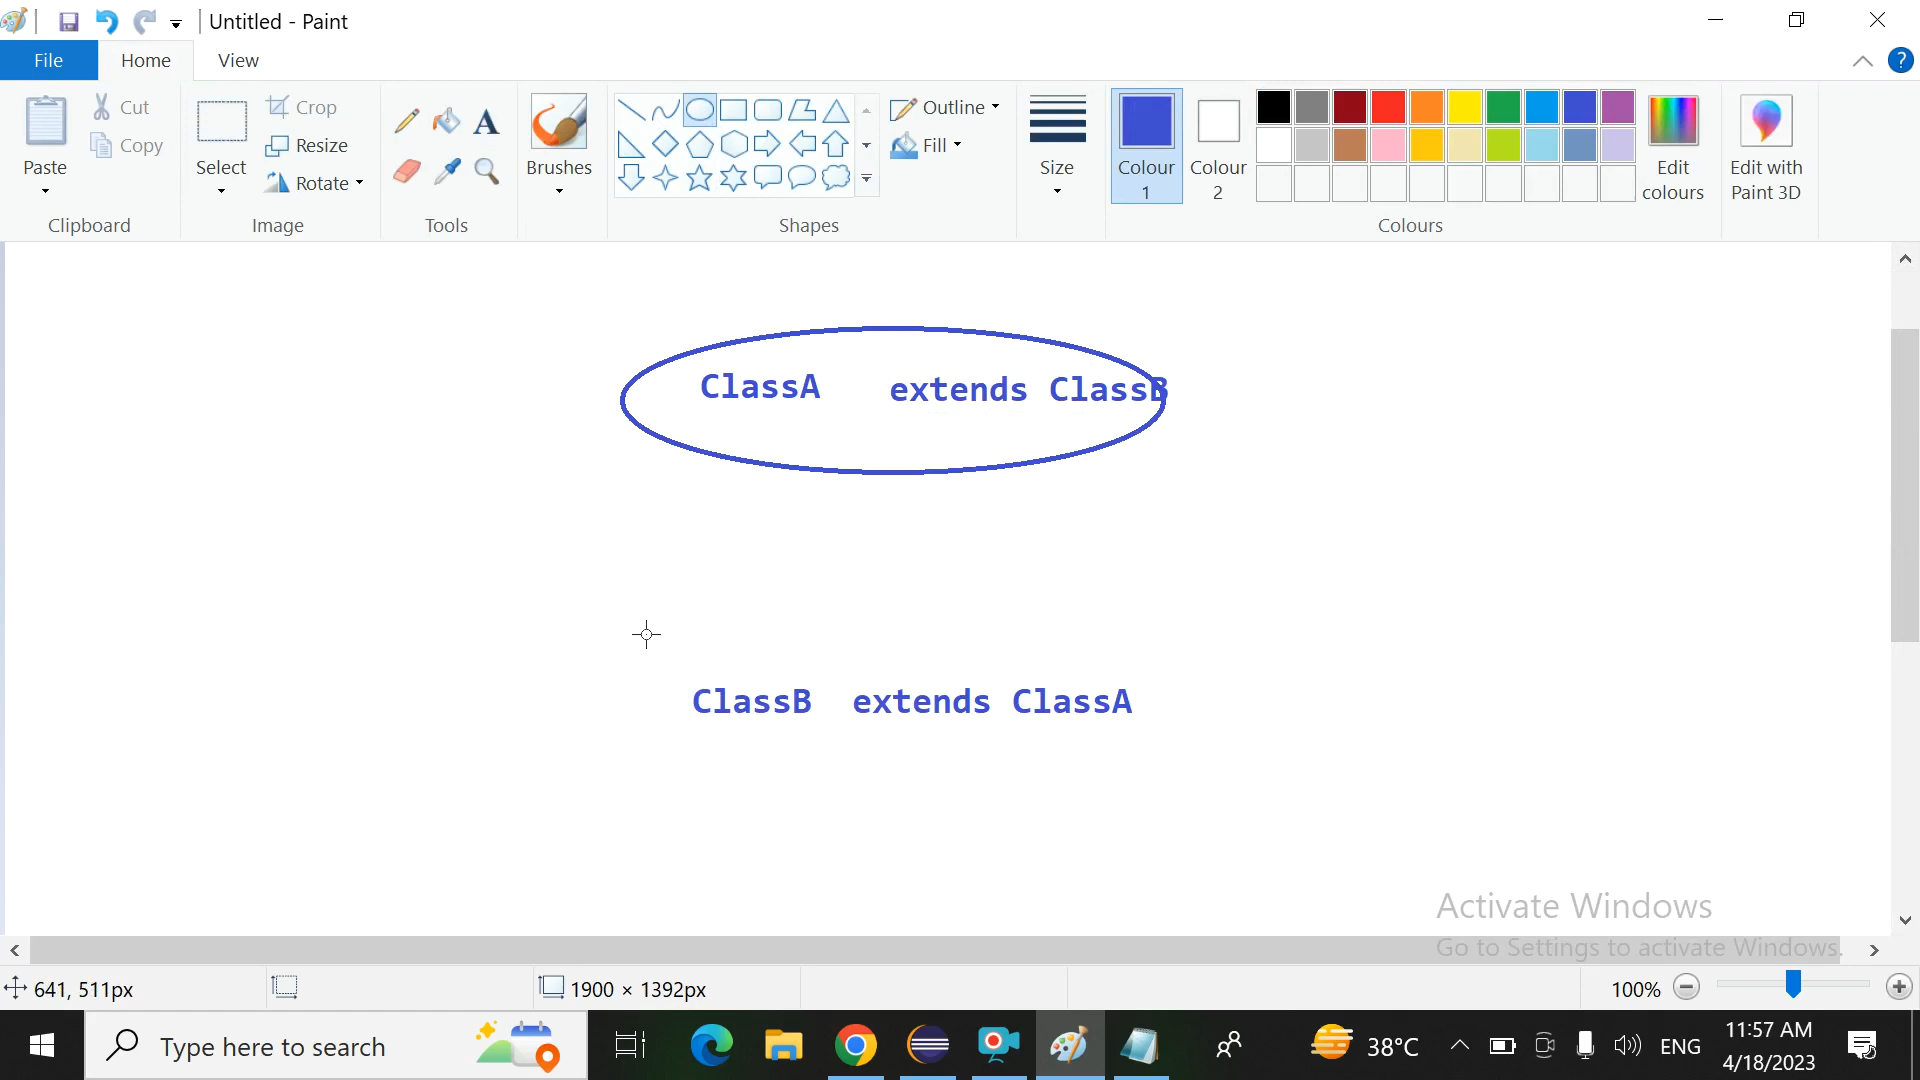 Untitled - Paint
File Home View
Cut
Crop
Outline
Copy
Resize
Fill
Paste
Select
Rotate
Brushes
Size
Colour 1
Colour 2
Edit colours
Edit with Paint 3D
Clipboard
Image
Tools
Shapes
Colours
ClassA extends ClassB
ClassB extends ClassA
Activate Windows
Go to Settings to activate Windows.
641, 511px
1900 × 1392px
100%
Type here to search
38°C
ENG
11:57 AM
4/18/2023